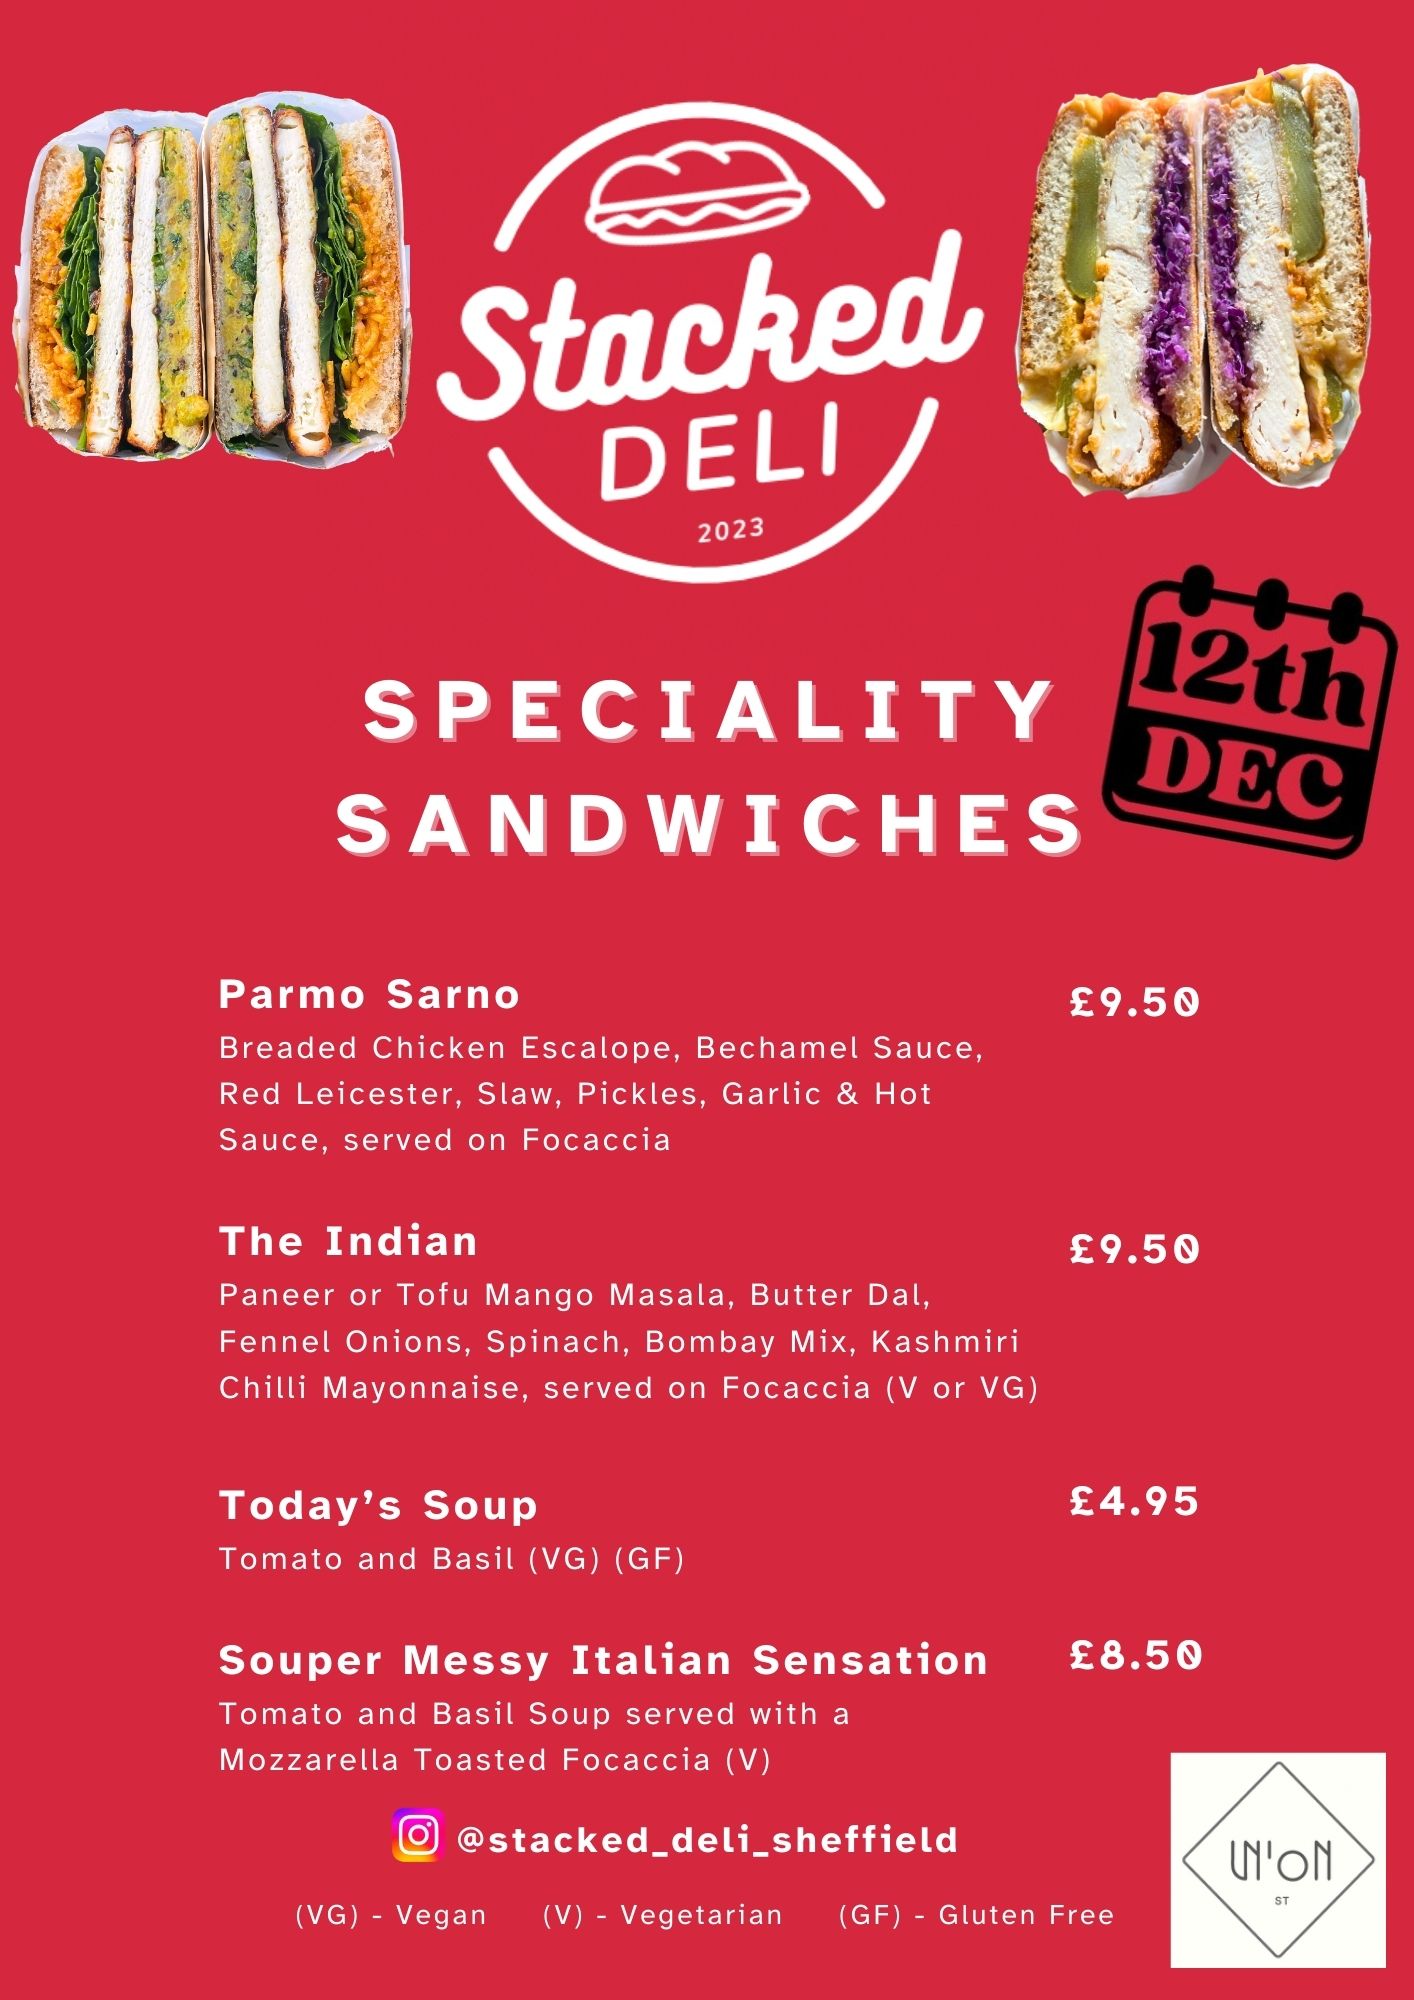 Stacked
DELI
2023
12th
DEC
SPECIALITY
SANDWICHES
Parmo Sarno £9.50
Breaded Chicken Escalope, Bechamel Sauce,
Red Leicester, Slaw, Pickles, Garlic & Hot
Sauce, served on Focaccia
The Indian £9.50
Paneer or Tofu Mango Masala, Butter Dal,
Fennel Onions, Spinach, Bombay Mix, Kashmiri
Chilli Mayonnaise, served on Focaccia (V or VG)
Today’s Soup £4.95
Tomato and Basil (VG) (GF)
Souper Messy Italian Sensation £8.50
Tomato and Basil Soup served with a
Mozzarella Toasted Focaccia (V)
@stacked_deli_sheffield
(VG) - Vegan (V) - Vegetarian (GF) - Gluten Free
UNION
ST